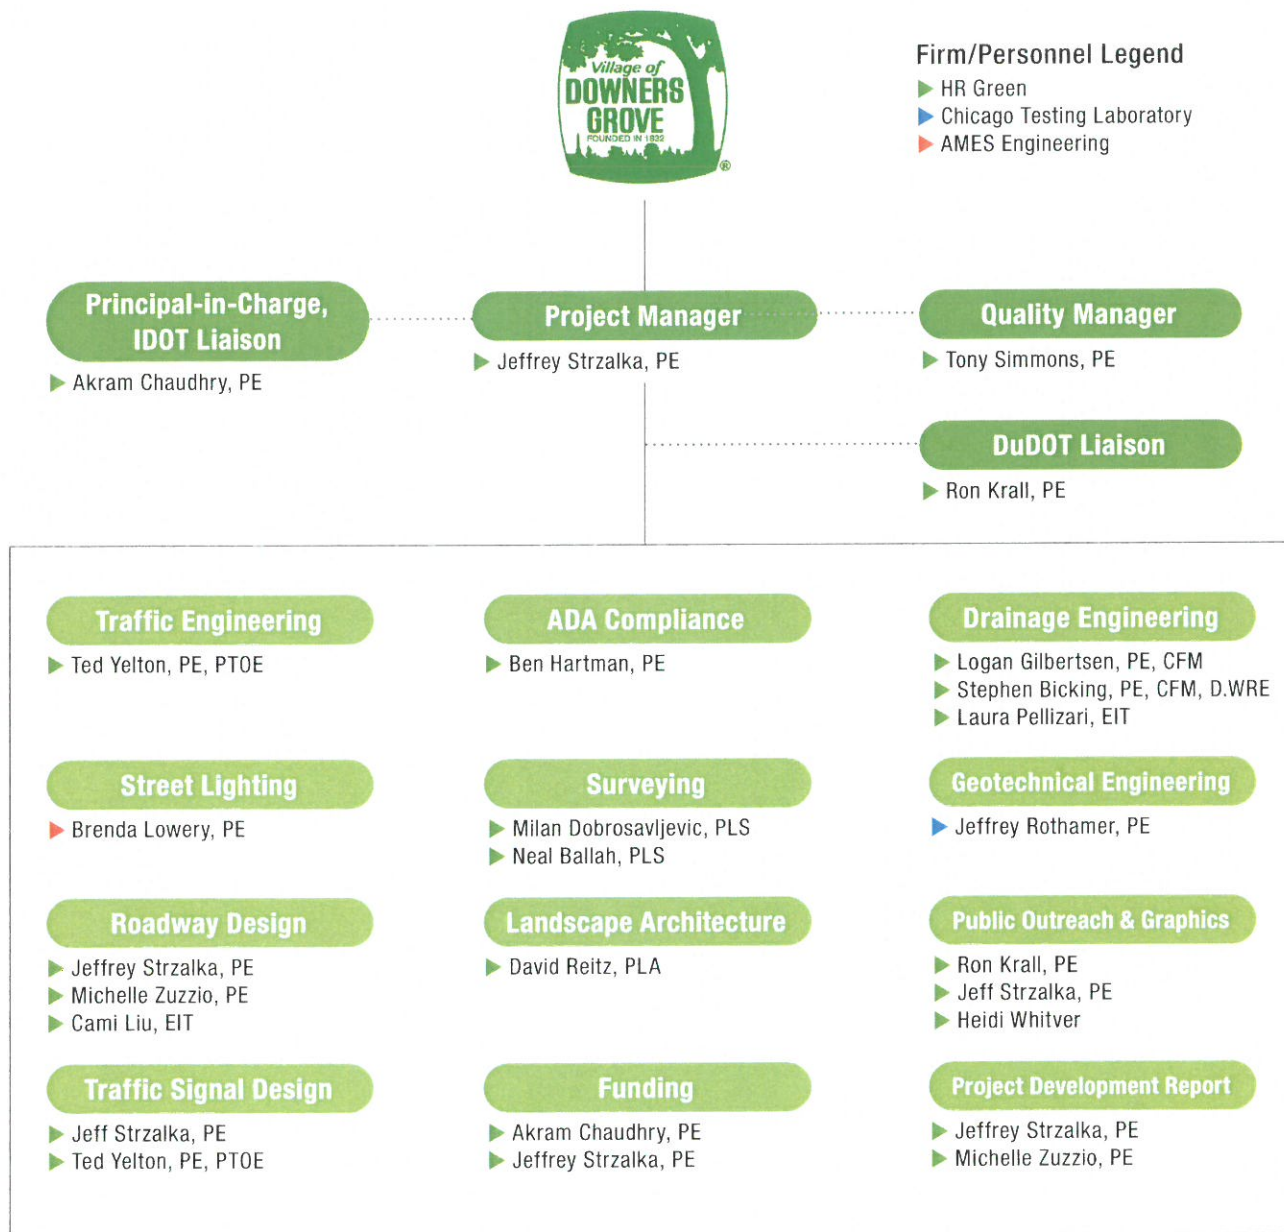 Village of
DOWNERS
GROVE
FOUNDED IN 1832
®
Firm/Personnel Legend
HR Green
Chicago Testing Laboratory
AMES Engineering
Principal-in-Charge,
IDOT Liaison
Akram Chaudhry, PE
Project Manager
Jeffrey Strzalka, PE
Quality Manager
Tony Simmons, PE
DuDOT Liaison
Ron Krall, PE
Traffic Engineering
Ted Yelton, PE, PTOE
ADA Compliance
Ben Hartman, PE
Drainage Engineering
Logan Gilbertsen, PE, CFM
Stephen Bicking, PE, CFM, D.WRE
Laura Pellizari, EIT
Street Lighting
Brenda Lowery, PE
Surveying
Milan Dobrosavljevic, PLS
Neal Ballah, PLS
Geotechnical Engineering
Jeffrey Rothamer, PE
Roadway Design
Jeffrey Strzalka, PE
Michelle Zuzzio, PE
Cami Liu, EIT
Landscape Architecture
David Reitz, PLA
Public Outreach & Graphics
Ron Krall, PE
Jeff Strzalka, PE
Heidi Whitver
Traffic Signal Design
Jeff Strzalka, PE
Ted Yelton, PE, PTOE
Funding
Akram Chaudhry, PE
Jeffrey Strzalka, PE
Project Development Report
Jeffrey Strzalka, PE
Michelle Zuzzio, PE